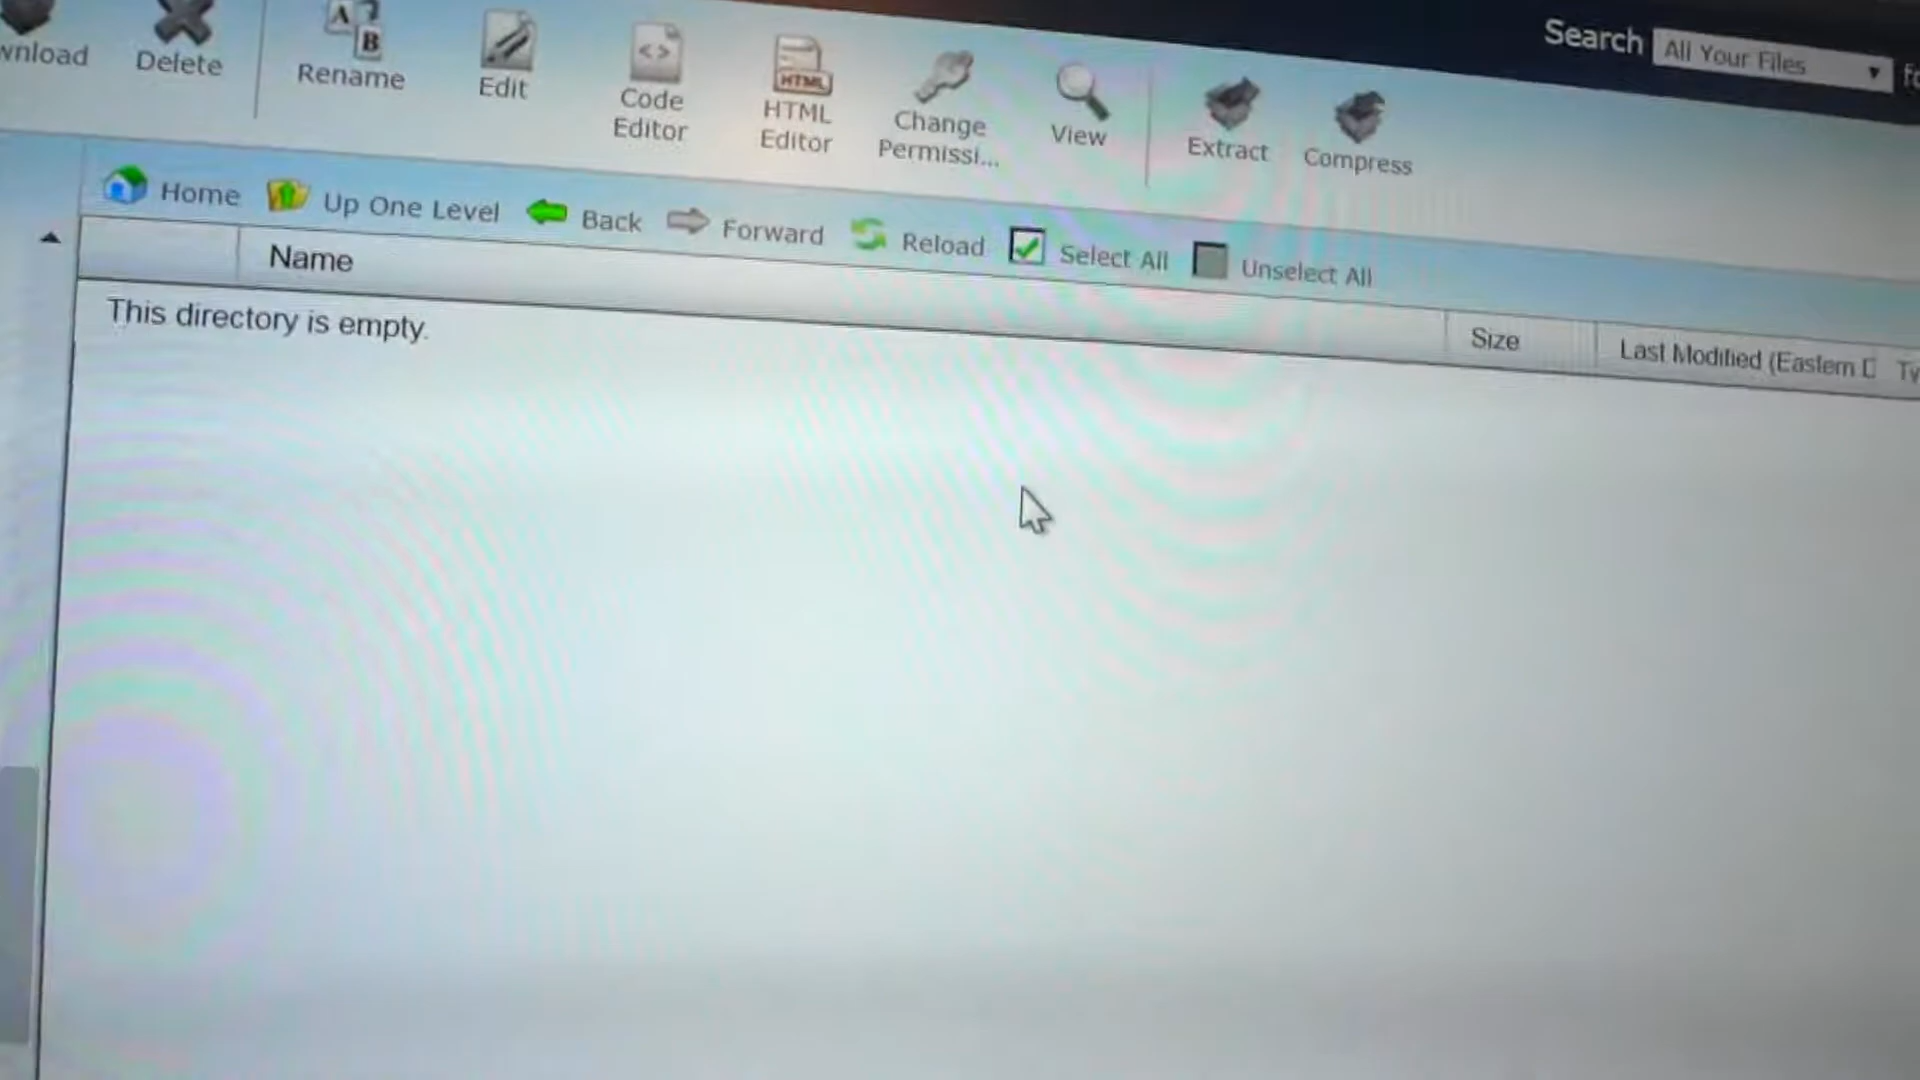 Search All Your Files
Delete
Rename
Edit
Code
Editor
HTML
HTML
Editor
Change
Permissi...
View
Extract
Compress
Home Up One Level Back Forward Reload Select All Unselect All
Name Size Last Modified (Eastern
This directory is empty.